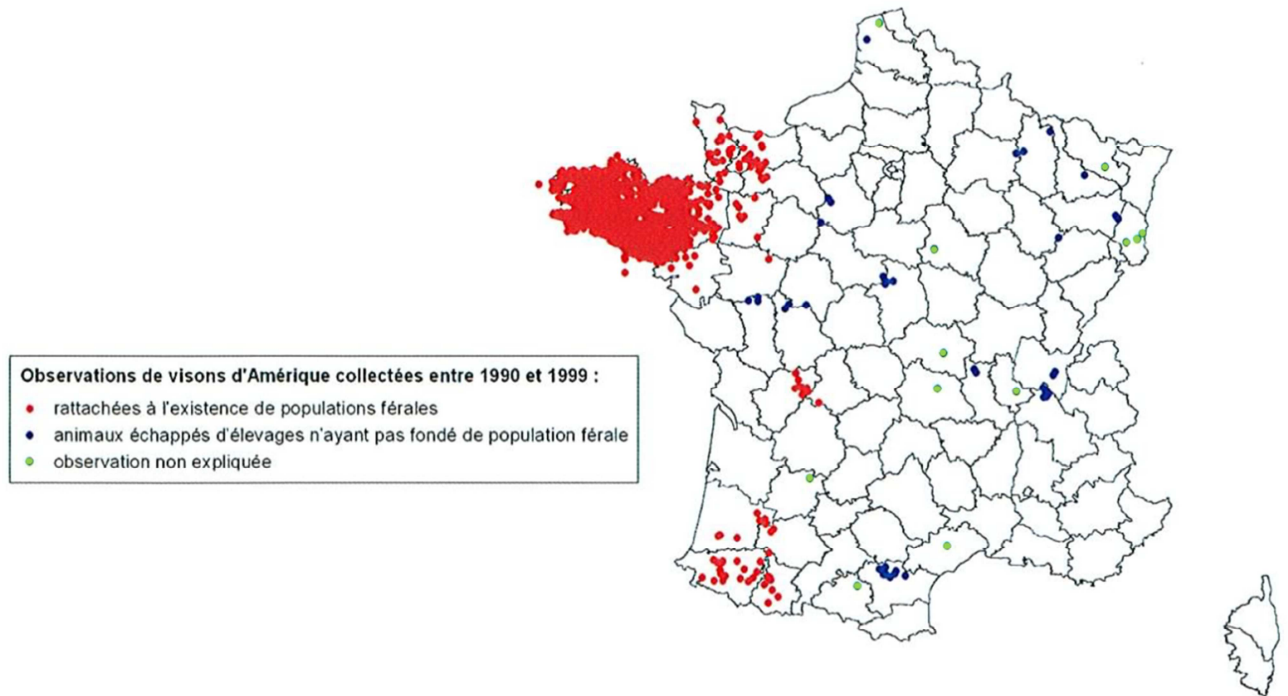 Observations de visons d'Amérique collectées entre 1990 et 1999 :
rattachées à l'existence de populations férales
animaux échappés d'élevages n'ayant pas fondé de population férale
observation non expliquée